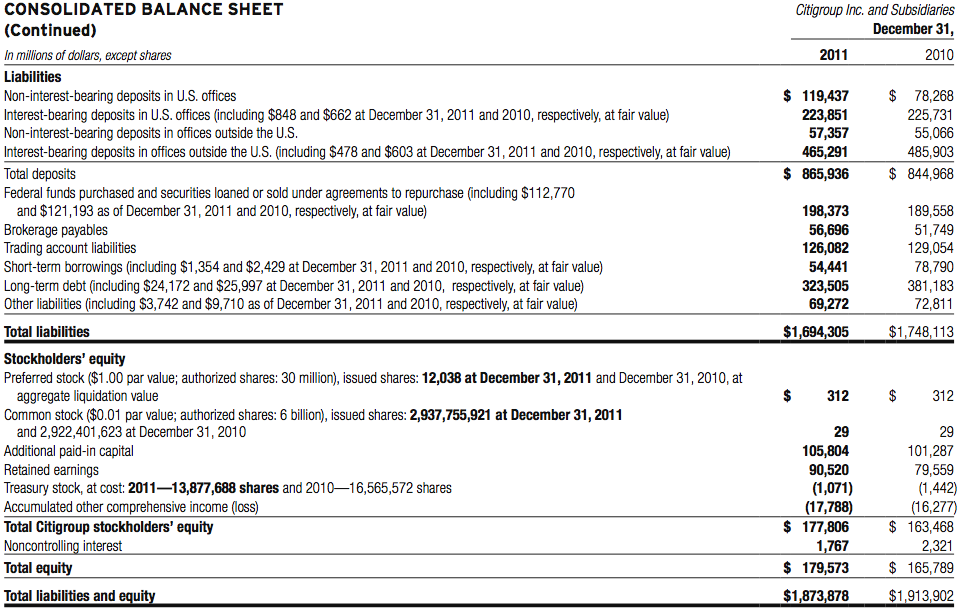 CONSOLIDATED BALANCE SHEET Citigroup Inc. and Subsidiaries
(Continued) December 31,
In millions of dollars, except shares 2011 2010
Liabilities
Non-interest-bearing deposits in U.S. offices $ 119,437 $ 78,268
Interest-bearing deposits in U.S. offices (including $848 and $662 at December 31, 2011 and 2010, respectively, at fair value) 223,851 225,731
Non-interest-bearing deposits in offices outside the U.S. 57,357 55,066
Interest-bearing deposits in offices outside the U.S. (including $478 and $603 at December 31, 2011 and 2010, respectively, at fair value) 465,291 485,903
Total deposits $ 865,936 $ 844,968
Federal funds purchased and securities loaned or sold under agreements to repurchase (including $112,770
and $121,193 as of December 31, 2011 and 2010, respectively, at fair value) 198,373 189,558
Brokerage payables 56,696 51,749
Trading account liabilities 126,082 129,054
Short-term borrowings (including $1,354 and $2,429 at December 31, 2011 and 2010, respectively, at fair value) 54,441 78,790
Long-term debt (including $24,172 and $25,997 at December 31, 2011 and 2010, respectively, at fair value) 323,505 381,183
Other liabilities (including $3,742 and $9,710 as of December 31, 2011 and 2010, respectively, at fair value) 69,272 72,811
Total liabilities $1,694,305 $1,748,113
Stockholders' equity
Preferred stock ($1.00 par value; authorized shares: 30 million), issued shares: 12,038 at December 31, 2011 and December 31, 2010, at
aggregate liquidation value $ 312 $ 312
Common stock ($0.01 par value; authorized shares: 6 billion), issued shares: 2,937,755,921 at December 31, 2011
and 2,922,401,623 at December 31, 2010 29 29
Additional paid-in capital 105,804 101,287
Retained earnings 90,520 79,559
Treasury stock, at cost: 2011—13,877,688 shares and 2010—16,565,572 shares (1,071) (1,442)
Accumulated other comprehensive income (loss) (17,788) (16,277)
Total Citigroup stockholders' equity $ 177,806 $ 163,468
Noncontrolling interest 1,767 2,321
Total equity $ 179,573 $ 165,789
Total liabilities and equity $1,873,878 $1,913,902